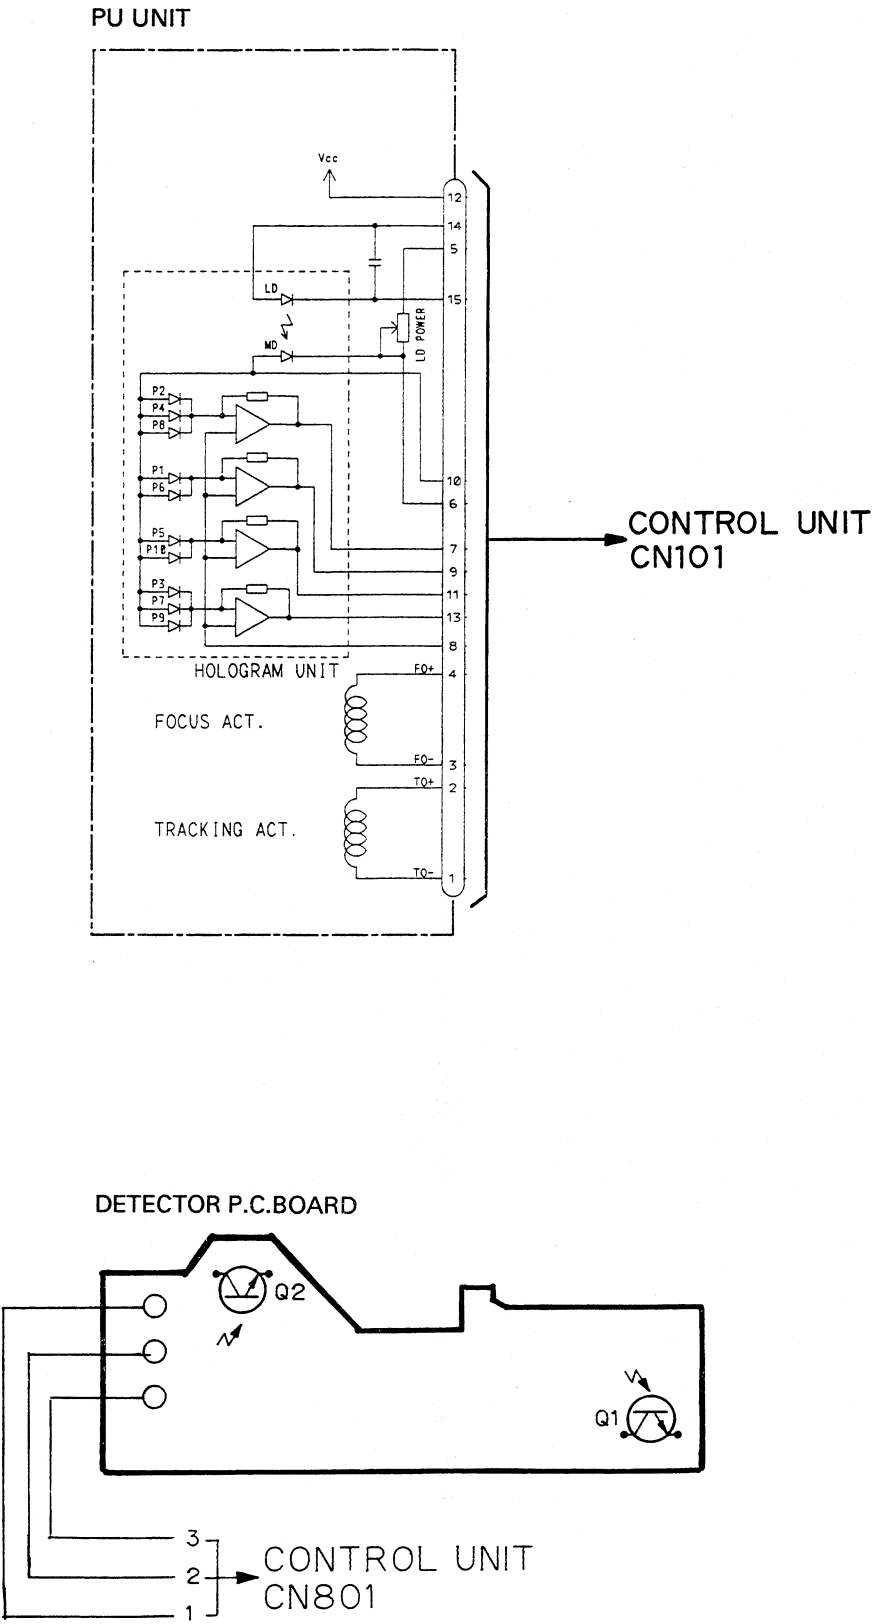 PU UNIT
Vcc
12
14
5
LD
15
LD POWER
MD
P2
P4
P8
P1
P6
10
6
P5
P10
7
9
P3
11
P7
13
P9
8
HOLOGRAM UNIT
FO+
4
FOCUS ACT.
FO-
3
TO+
2
TRACKING ACT.
TO-
1
CONTROL UNIT
CN101
DETECTOR P.C.BOARD
Q2
Q1
3
2
1
CONTROL UNIT
CN801